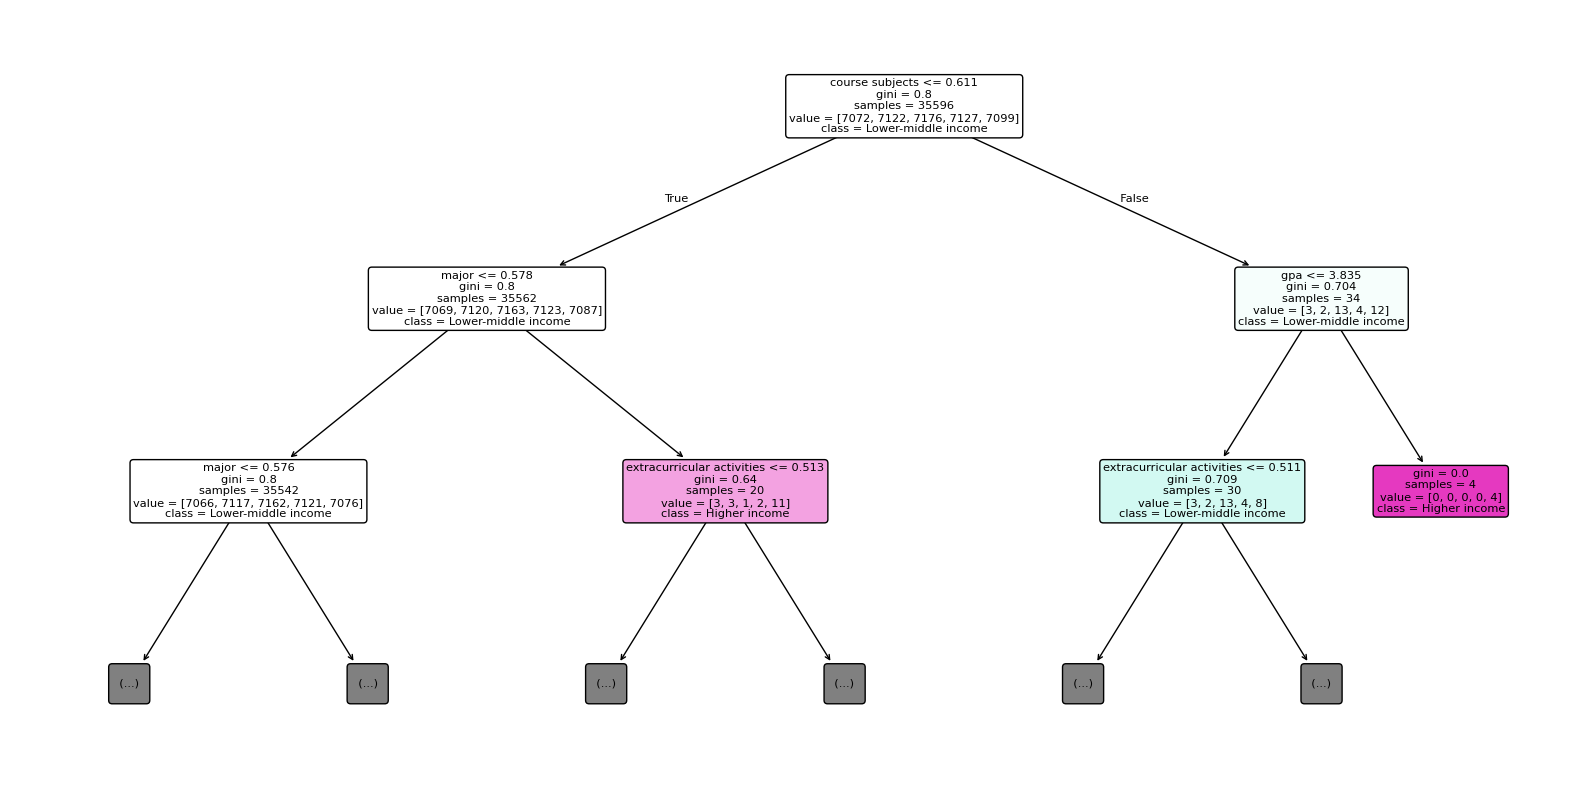 course subjects <= 0.611
gini = 0.8
samples = 35596
value = [7072, 7122, 7176, 7127, 7099]
class = Lower-middle income
True
False
major <= 0.578
gini = 0.8
samples = 35562
value = [7069, 7120, 7163, 7123, 7087]
class = Lower-middle income
gpa <= 3.835
gini = 0.704
samples = 34
value = [3, 2, 13, 4, 12]
class = Lower-middle income
major <= 0.576
gini = 0.8
samples = 35542
value = [7066, 7117, 7162, 7121, 7076]
class = Lower-middle income
extracurricular activities <= 0.513
gini = 0.64
samples = 20
value = [3, 3, 1, 2, 11]
class = Higher income
extracurricular activities <= 0.511
gini = 0.709
samples = 30
value = [3, 2, 13, 4, 8]
class = Lower-middle income
gini = 0.0
samples = 4
value = [0, 0, 0, 0, 4]
class = Higher income
(...)
(...)
(...)
(...)
(...)
(...)